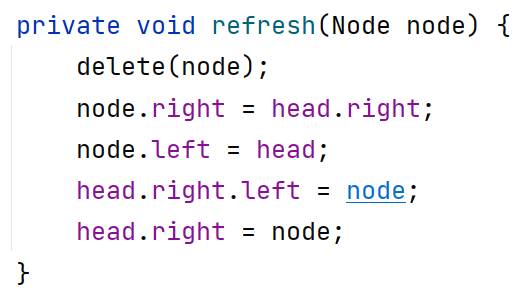 private void refresh(Node node) {
    delete(node);
    node.right = head.right;
    node.left = head;
    head.right.left = node;
    head.right = node;
}